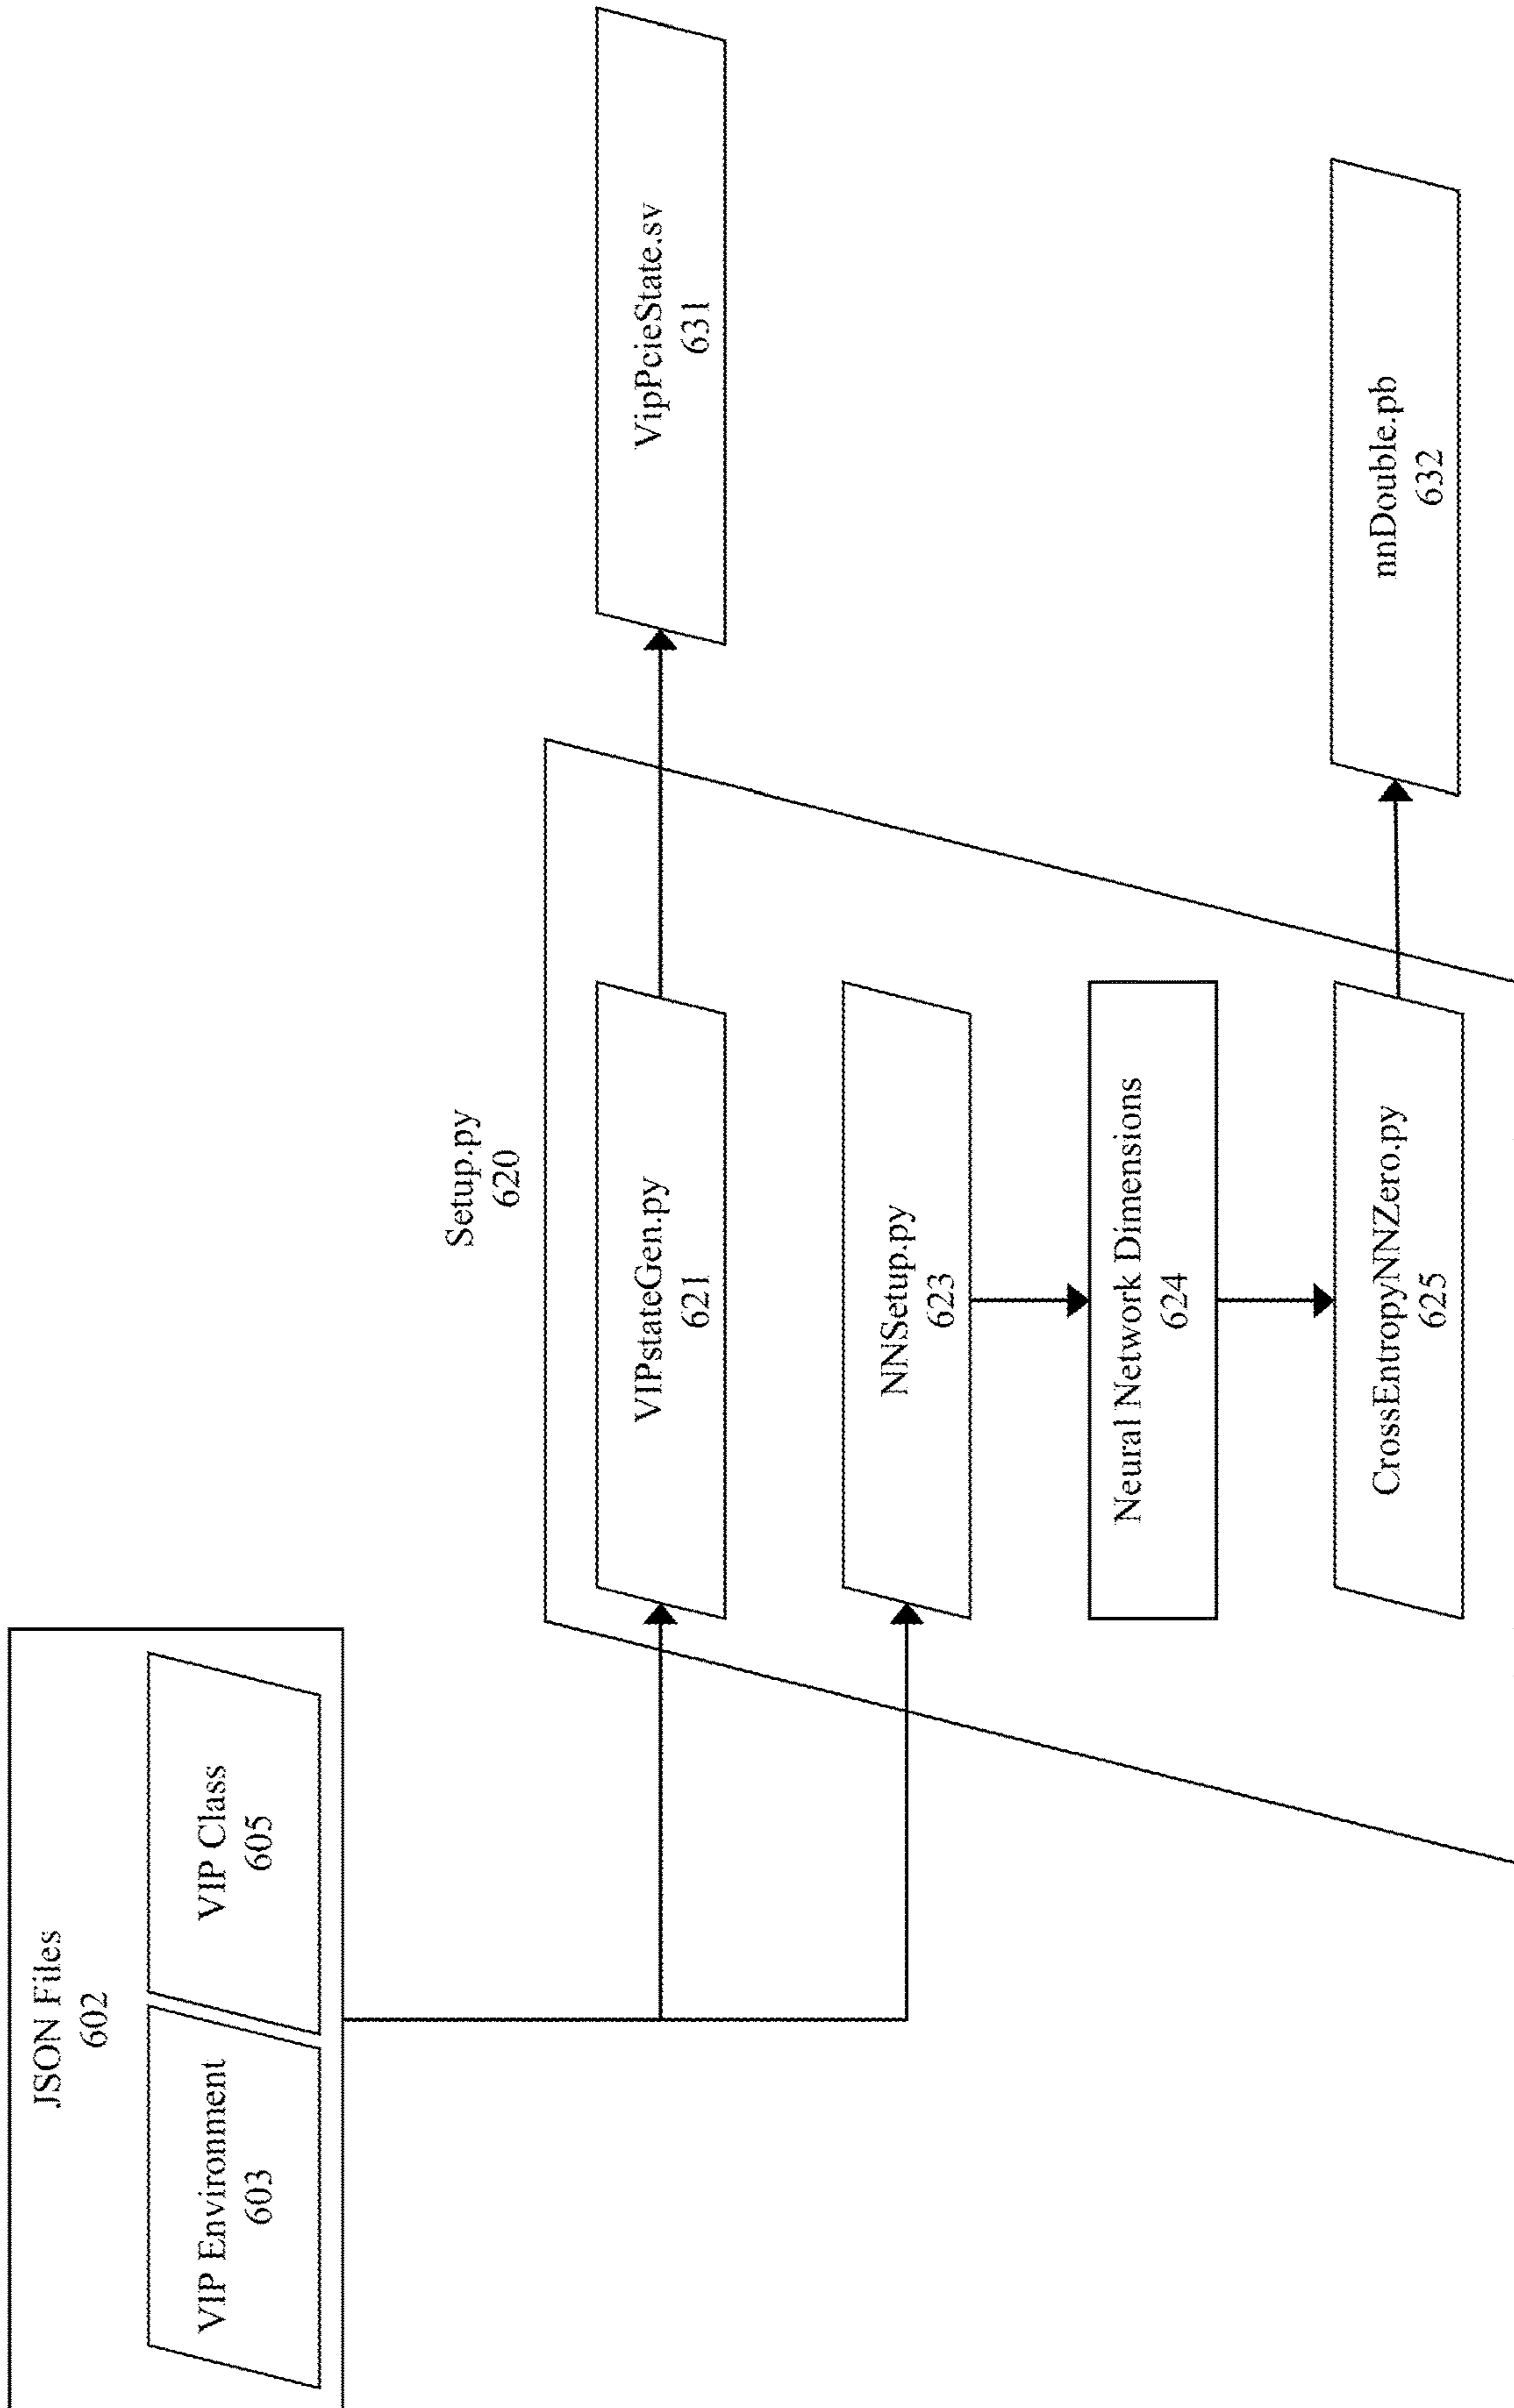 JSON Files
602
VIP Environment
603
VIP Class
605
Setup.py
620
VIPstateGen.py
621
NNSetup.py
623
Neural Network Dimensions
624
CrossEntropyNNZero.py
625
VipPcieState.sv
631
nnDouble.pb
632